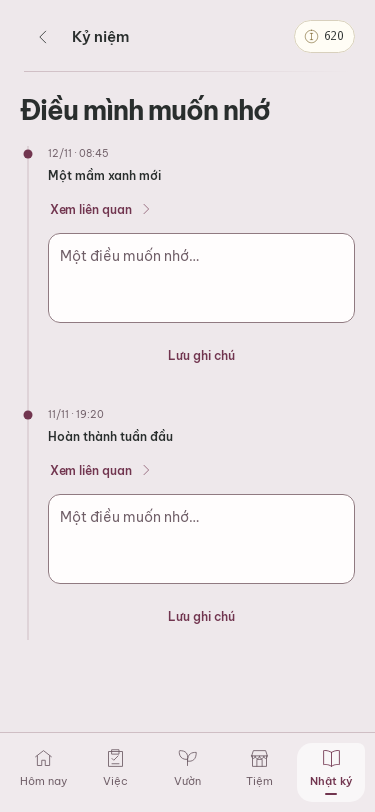 Kỷ niệm
620
Điều mình muốn nhớ
12/11 · 08:45
Một mầm xanh mới
Xem liên quan
Một điều muốn nhớ...
Lưu ghi chú
11/11 · 19:20
Hoàn thành tuần đầu
Xem liên quan
Một điều muốn nhớ...
Lưu ghi chú
Hôm nay
Việc
Vườn
Tiệm
Nhật ký